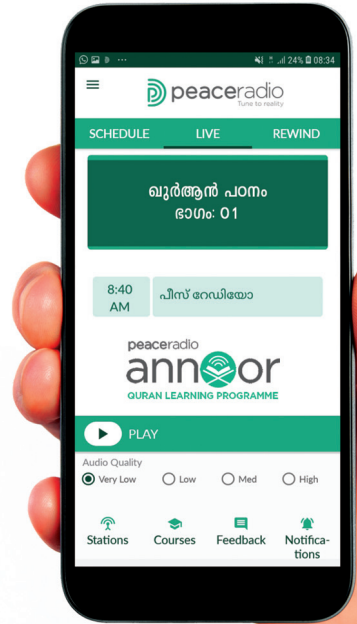 24% 08:34
peaceradio
Tune to reality
SCHEDULE LIVE REWIND
ഖുർആൻ പഠനം
ഭാഗം: 01
8:40 AM
പീസ് റേഡിയോ
peaceradio
annoor
QURAN LEARNING PROGRAMME
PLAY
Audio Quality
Very Low Low Med High
Stations Courses Feedback Notifica-
tions